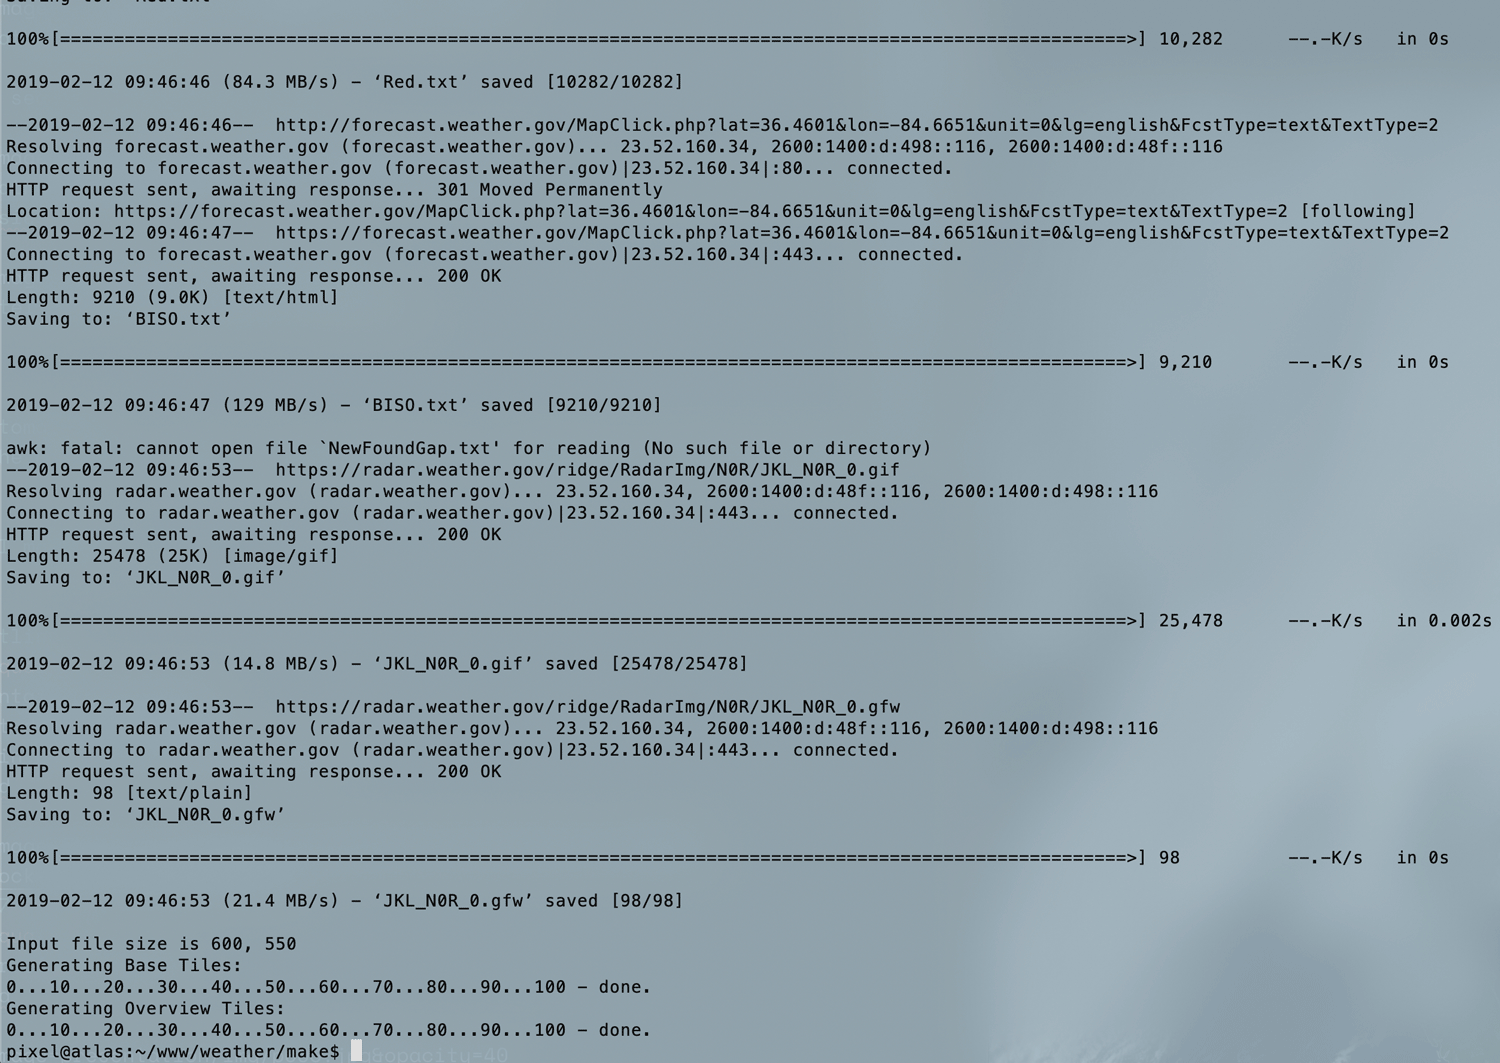 100%[===================================================================================================>] 10,282      --.-K/s   in 0s
2019-02-12 09:46:46 (84.3 MB/s) - ‘Red.txt’ saved [10282/10282]
--2019-02-12 09:46:46--  http://forecast.weather.gov/MapClick.php?lat=36.4601&lon=-84.6651&unit=0&lg=english&FcstType=text&TextType=2
Resolving forecast.weather.gov (forecast.weather.gov)... 23.52.160.34, 2600:1400:d:498::116, 2600:1400:d:48f::116
Connecting to forecast.weather.gov (forecast.weather.gov)|23.52.160.34|:80... connected.
HTTP request sent, awaiting response... 301 Moved Permanently
Location: https://forecast.weather.gov/MapClick.php?lat=36.4601&lon=-84.6651&unit=0&lg=english&FcstType=text&TextType=2 [following]
--2019-02-12 09:46:47--  https://forecast.weather.gov/MapClick.php?lat=36.4601&lon=-84.6651&unit=0&lg=english&FcstType=text&TextType=2
Connecting to forecast.weather.gov (forecast.weather.gov)|23.52.160.34|:443... connected.
HTTP request sent, awaiting response... 200 OK
Length: 9210 (9.0K) [text/html]
Saving to: ‘BISO.txt’
100%[===================================================================================================>] 9,210       --.-K/s   in 0s
2019-02-12 09:46:47 (129 MB/s) - ‘BISO.txt’ saved [9210/9210]
awk: fatal: cannot open file `NewFoundGap.txt' for reading (No such file or directory)
--2019-02-12 09:46:53--  https://radar.weather.gov/ridge/RadarImg/N0R/JKL_N0R_0.gif
Resolving radar.weather.gov (radar.weather.gov)... 23.52.160.34, 2600:1400:d:48f::116, 2600:1400:d:498::116
Connecting to radar.weather.gov (radar.weather.gov)|23.52.160.34|:443... connected.
HTTP request sent, awaiting response... 200 OK
Length: 25478 (25K) [image/gif]
Saving to: ‘JKL_N0R_0.gif’
100%[===================================================================================================>] 25,478      --.-K/s   in 0.002s
2019-02-12 09:46:53 (14.8 MB/s) - ‘JKL_N0R_0.gif’ saved [25478/25478]
--2019-02-12 09:46:53--  https://radar.weather.gov/ridge/RadarImg/N0R/JKL_N0R_0.gfw
Resolving radar.weather.gov (radar.weather.gov)... 23.52.160.34, 2600:1400:d:48f::116, 2600:1400:d:498::116
Connecting to radar.weather.gov (radar.weather.gov)|23.52.160.34|:443... connected.
HTTP request sent, awaiting response... 200 OK
Length: 98 [text/plain]
Saving to: ‘JKL_N0R_0.gfw’
100%[===================================================================================================>] 98          --.-K/s   in 0s
2019-02-12 09:46:53 (21.4 MB/s) - ‘JKL_N0R_0.gfw’ saved [98/98]
Input file size is 600, 550
Generating Base Tiles:
0...10...20...30...40...50...60...70...80...90...100 - done.
Generating Overview Tiles:
0...10...20...30...40...50...60...70...80...90...100 - done.
pixel@atlas:~/www/weather/make$